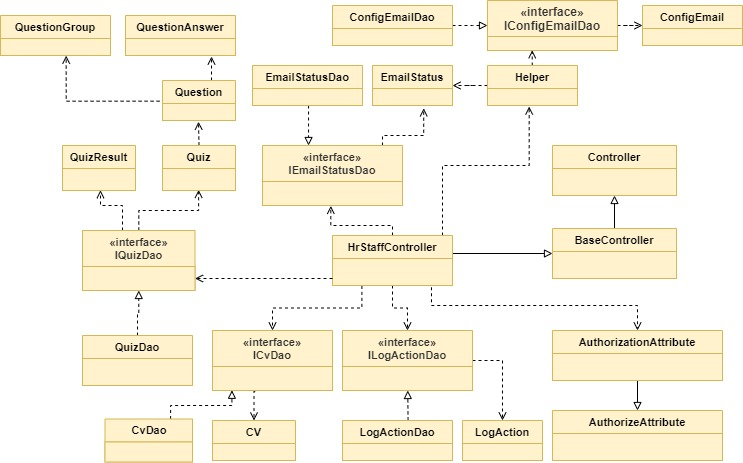 QuestionGroup
QuestionAnswer
ConfigEmailDao
«interface»
IConfigEmailDao
ConfigEmail
EmailStatusDao
EmailStatus
Helper
Question
QuizResult
Quiz
«interface»
IEmailStatusDao
Controller
«interface»
IQuizDao
HrStaffController
BaseController
QuizDao
«interface»
ICvDao
«interface»
ILogActionDao
AuthorizationAttribute
CvDao
CV
LogActionDao
LogAction
AuthorizeAttribute